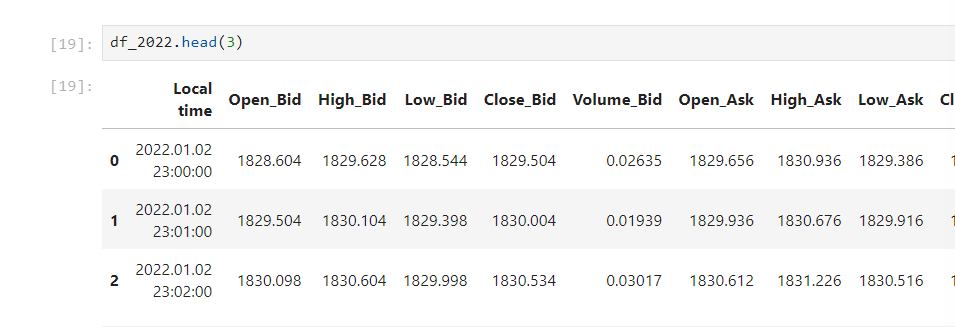 [19]: df_2022.head(3)
[19]:
Local time Open_Bid High_Bid Low_Bid Close_Bid Volume_Bid Open_Ask High_Ask Low_Ask Cl
0 2022.01.02 23:00:00 1828.604 1829.628 1828.544 1829.504 0.02635 1829.656 1830.936 1829.386 1
1 2022.01.02 23:01:00 1829.504 1830.104 1829.398 1830.004 0.01939 1829.936 1830.676 1829.916 1
2 2022.01.02 23:02:00 1830.098 1830.604 1829.998 1830.534 0.03017 1830.612 1831.226 1830.516 1